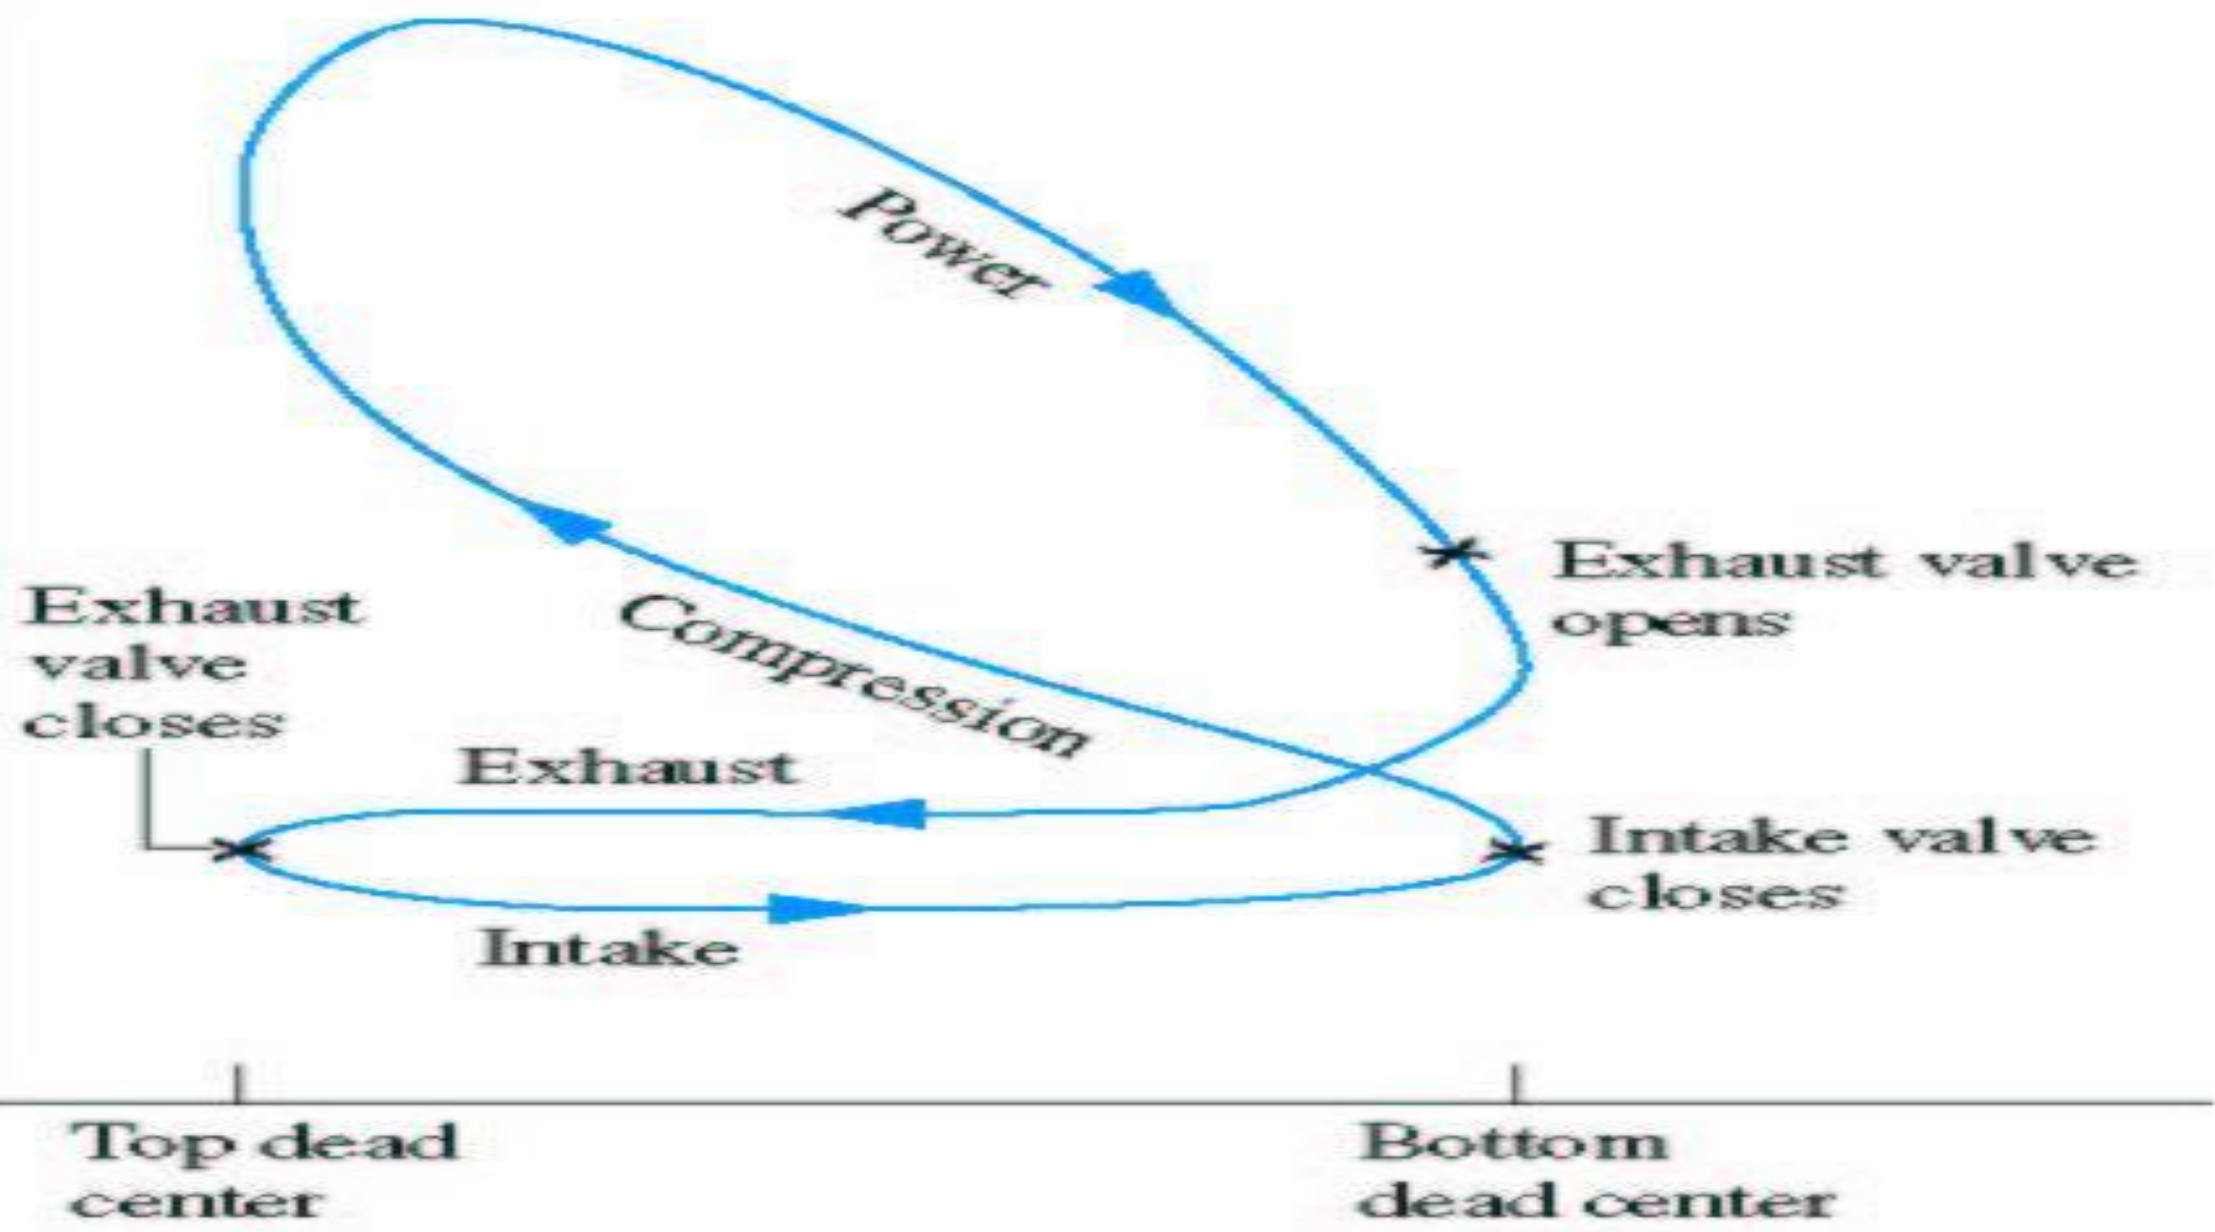 Power
Compression
Exhaust valve
opens
Exhaust
valve
closes
Exhaust
Intake valve
closes
Intake
Top dead
center
Bottom
dead center